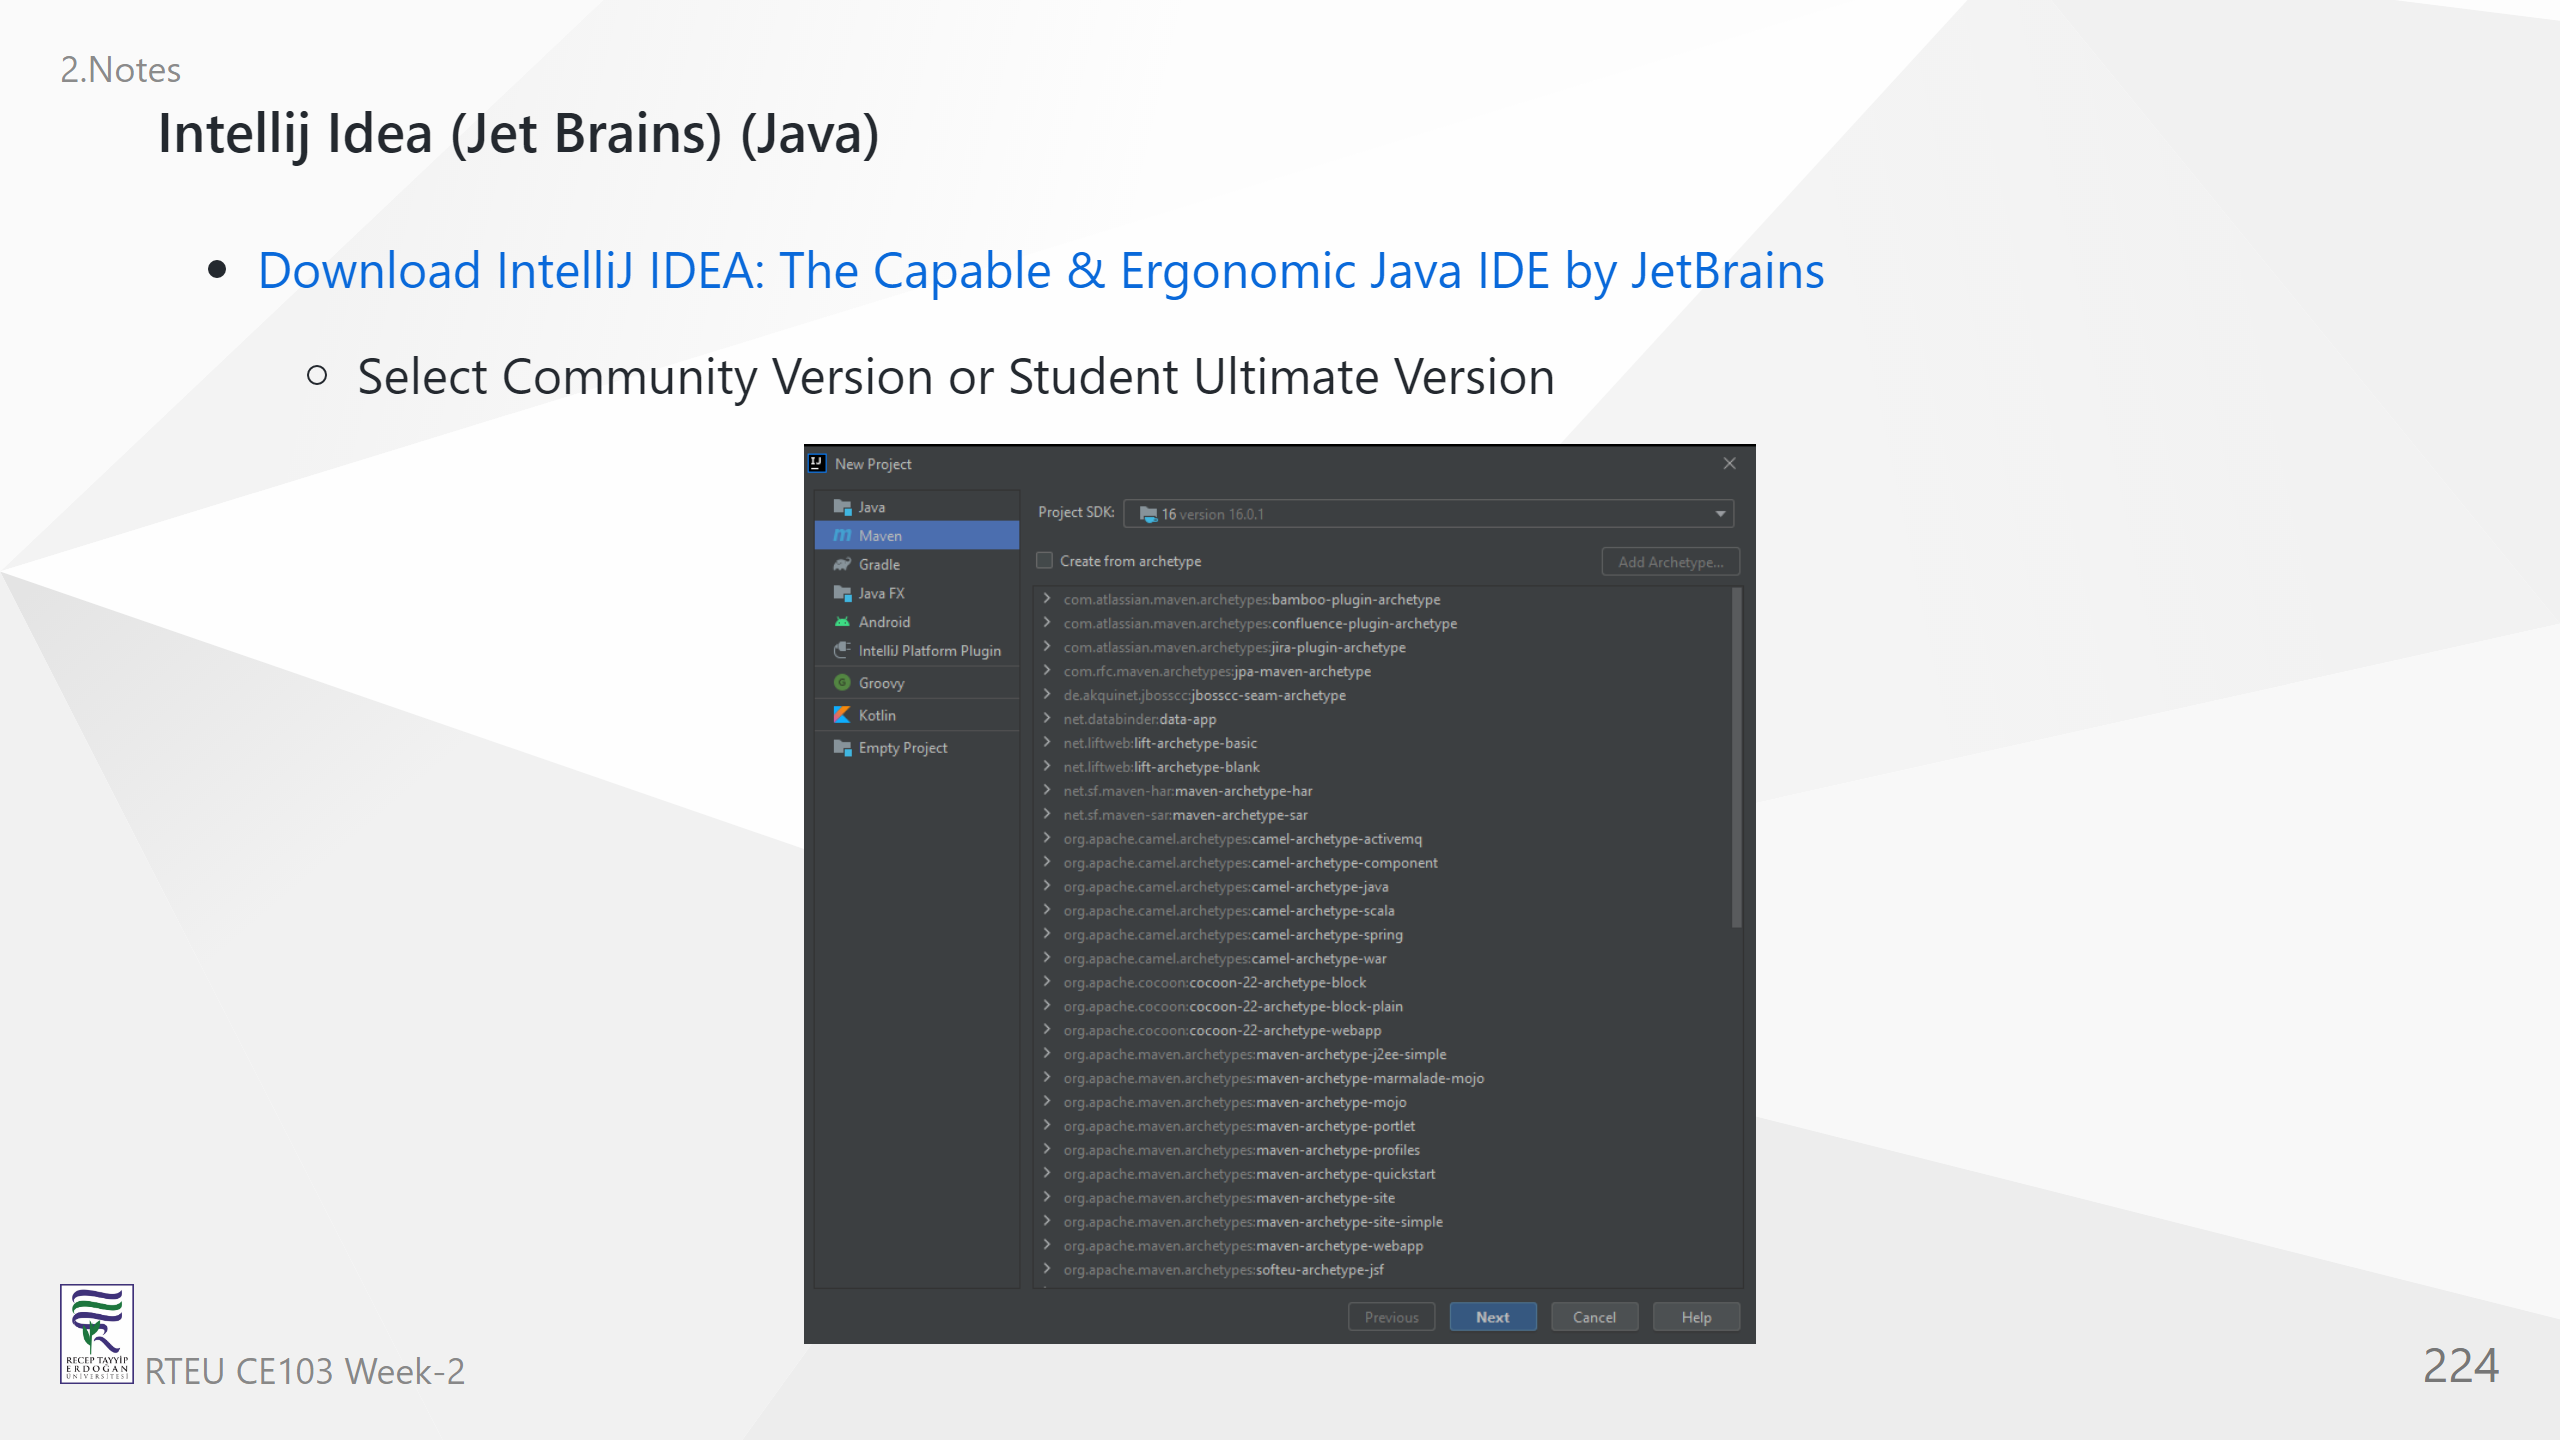 2.Notes
Intellij Idea (Jet Brains) (Java)
Download IntelliJ IDEA: The Capable & Ergonomic Java IDE by JetBrains
Select Community Version or Student Ultimate Version
New Project
Java
Maven
Gradle
Java FX
Android
IntelliJ Platform Plugin
Groovy
Kotlin
Empty Project
Project SDK: 16 version 16.0.1
Create from archetype
Add Archetype...
com.atlassian.maven.archetypes:bamboo-plugin-archetype
com.atlassian.maven.archetypes:confluence-plugin-archetype
com.atlassian.maven.archetypes:jira-plugin-archetype
com.rfc.maven.archetypes:jpa-maven-archetype
de.akquinet.jbosscc:jbosscc-seam-archetype
net.databinder:data-app
net.liftweb:lift-archetype-basic
net.liftweb:lift-archetype-blank
net.sf.maven-har:maven-archetype-har
net.sf.maven-sar:maven-archetype-sar
org.apache.camel.archetypes:camel-archetype-activemq
org.apache.camel.archetypes:camel-archetype-component
org.apache.camel.archetypes:camel-archetype-java
org.apache.camel.archetypes:camel-archetype-scala
org.apache.camel.archetypes:camel-archetype-spring
org.apache.camel.archetypes:camel-archetype-war
org.apache.cocoon:cocoon-22-archetype-block
org.apache.cocoon:cocoon-22-archetype-block-plain
org.apache.cocoon:cocoon-22-archetype-webapp
org.apache.maven.archetypes:maven-archetype-j2ee-simple
org.apache.maven.archetypes:maven-archetype-marmalade-mojo
org.apache.maven.archetypes:maven-archetype-mojo
org.apache.maven.archetypes:maven-archetype-portlet
org.apache.maven.archetypes:maven-archetype-profiles
org.apache.maven.archetypes:maven-archetype-quickstart
org.apache.maven.archetypes:maven-archetype-site
org.apache.maven.archetypes:maven-archetype-site-simple
org.apache.maven.archetypes:maven-archetype-webapp
org.apache.maven.archetypes:softeu-archetype-jsf
Previous
Next
Cancel
Help
RECEP TAYYİP
ERDOĞAN
ÜNİVERSİTESİ
RTEU CE103 Week-2
224